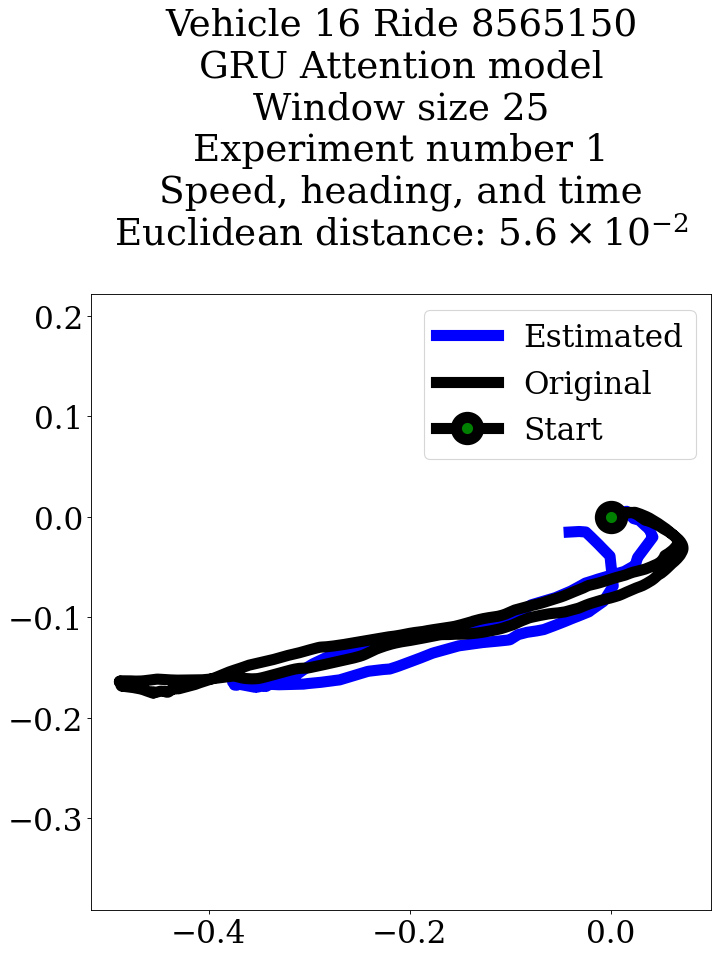 Vehicle 16 Ride 8565150
GRU Attention model
Window size 25
Experiment number 1
Speed, heading, and time
Euclidean distance: 5.6 × 10⁻²
0.2
Estimated
Original
0.1
Start
0.0
−0.1
−0.2
−0.3
−0.4
−0.2
0.0